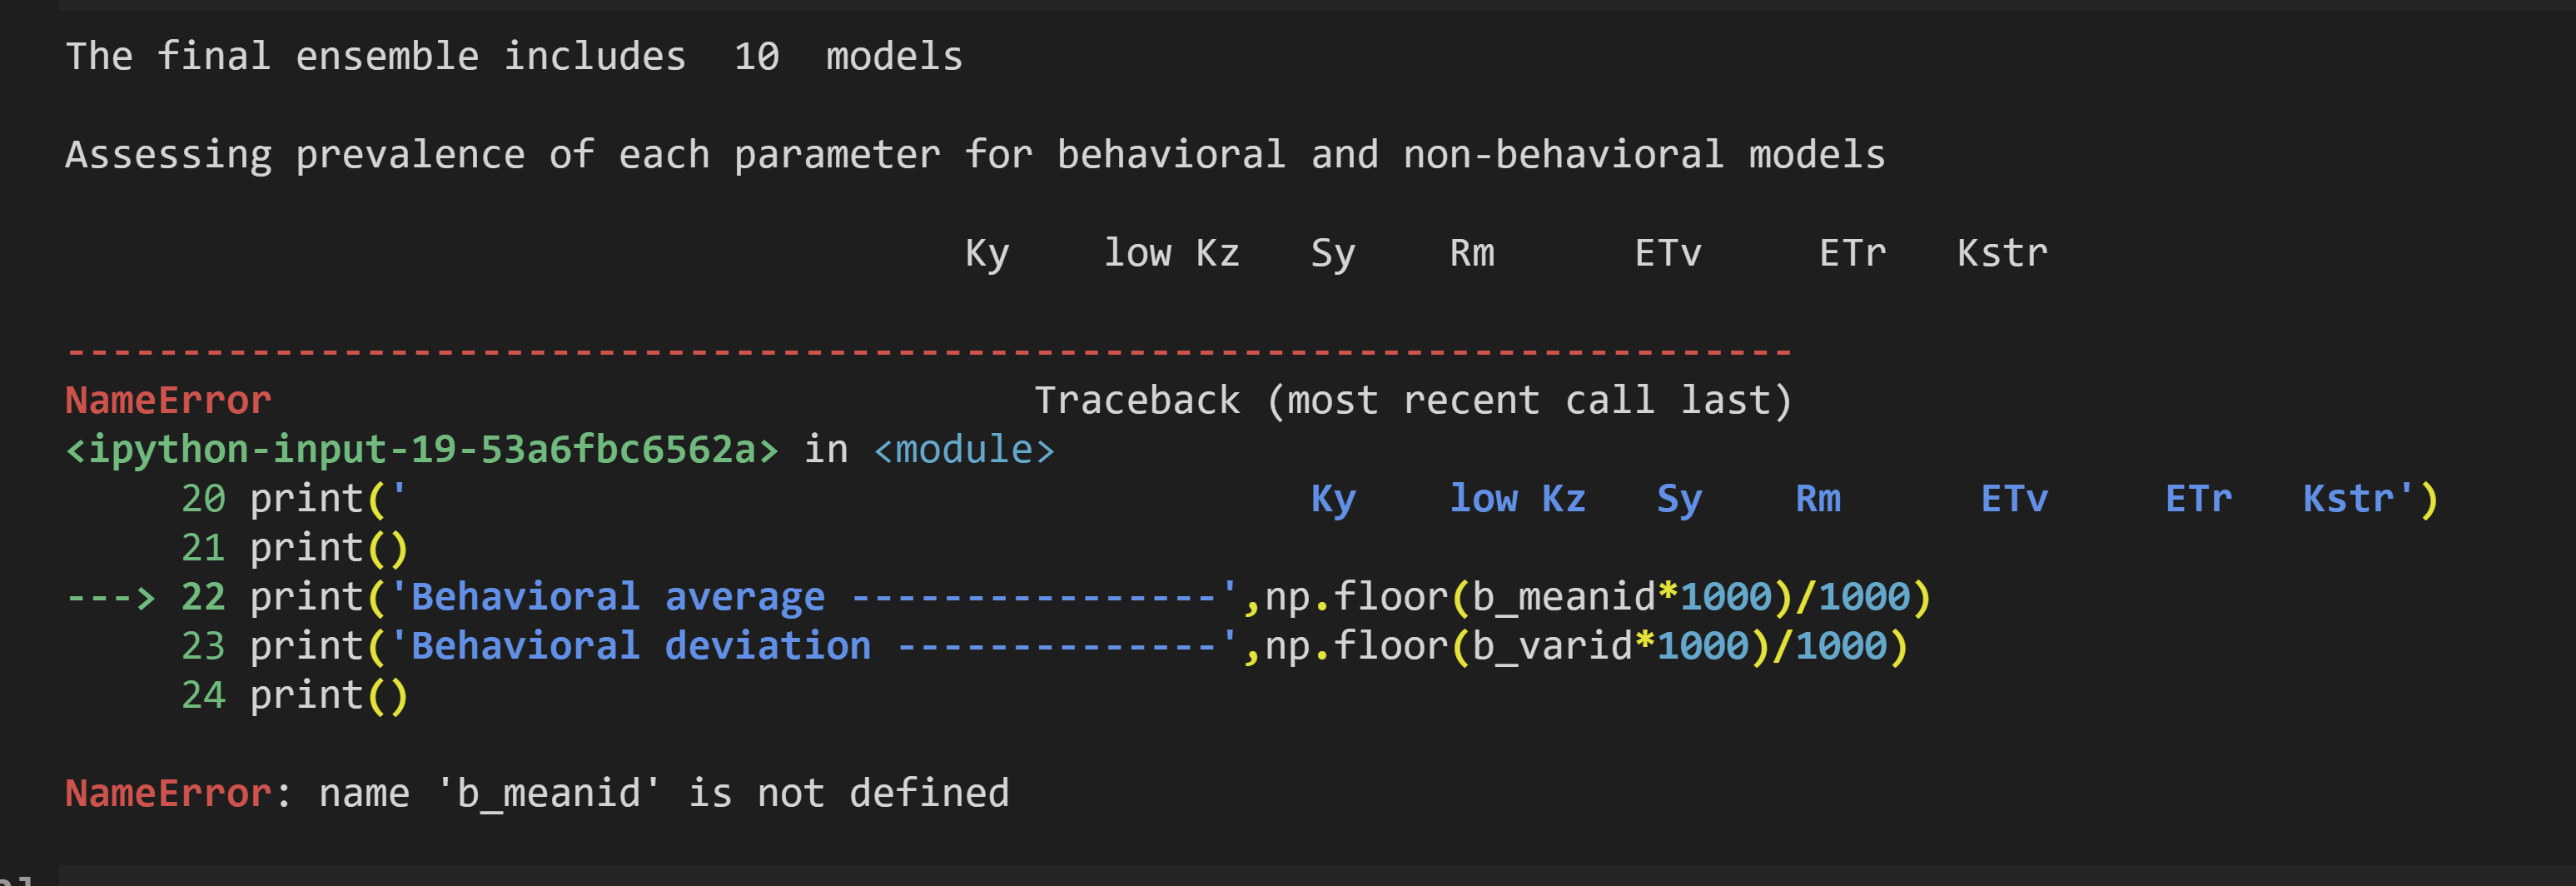 The final ensemble includes  10  models
Assessing prevalence of each parameter for behavioral and non-behavioral models
Ky    low Kz   Sy    Rm      ETv     ETr   Kstr
---------------------------------------------------------------------------
NameError                                 Traceback (most recent call last)
<ipython-input-19-53a6fbc6562a> in <module>
     20 print('                                       Ky    low Kz   Sy    Rm      ETv     ETr   Kstr')
     21 print()
---> 22 print('Behavioral average ----------------',np.floor(b_meanid*1000)/1000)
     23 print('Behavioral deviation --------------',np.floor(b_varid*1000)/1000)
     24 print()
NameError: name 'b_meanid' is not defined